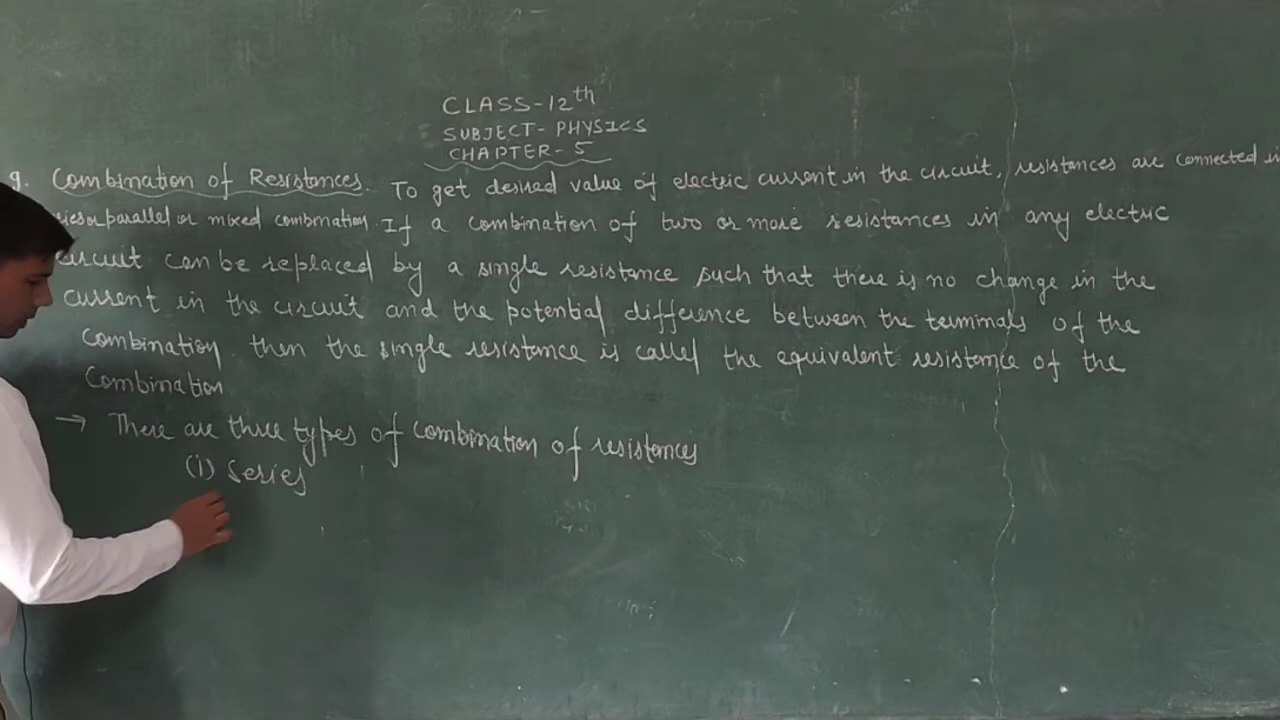 CLASS-12th
SUBJECT- PHYSICS
CHAPTER- 5
9. Combination of Resistances. To get desired value of electric current in the circuit, resistances are connected in
parallel or mixed combination. If a combination of two or more resistances in any electric
circuit can be replaced by a single resistance such that there is no change in the
current in the circuit and the potential difference between the terminals of the
combination, then the single resistance is called the equivalent resistance of the
Combination
→ There are three types of combination of resistances
(i) Series